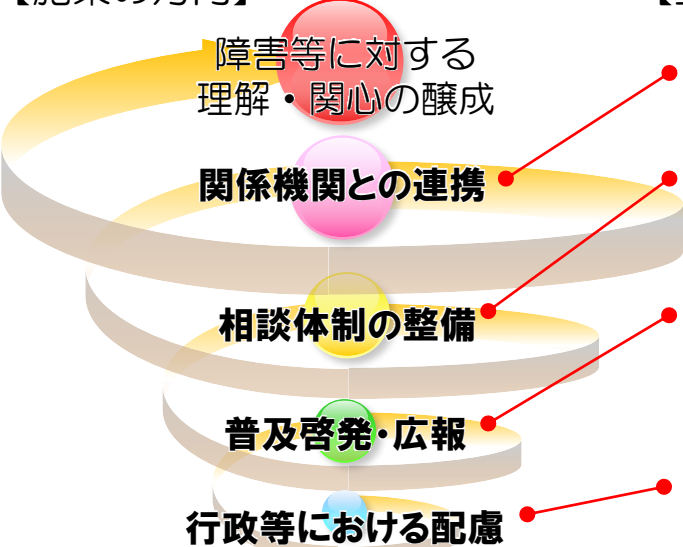 障害等に対する
理解・関心の醸成
関係機関との連携
相談体制の整備
普及啓発・広報
行政等における配慮